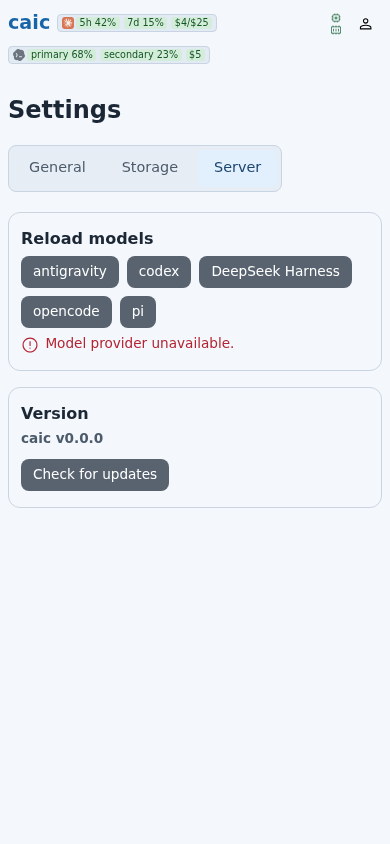 caic 5h 42% 7d 15% $4/$25
primary 68% secondary 23% $5
Settings
General Storage Server
Reload models
antigravity codex DeepSeek Harness
opencode pi
Model provider unavailable.
Version
caic v0.0.0
Check for updates